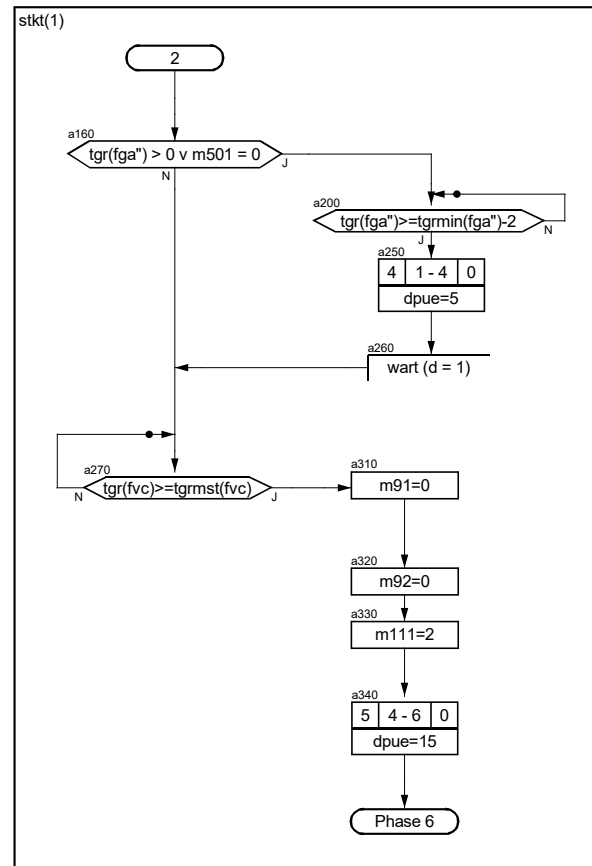 stkt(1)
2
a160
tgr(fga") > 0 v m501 = 0
J
N
a200
tgr(fga")>=tgrmin(fga")-2
N
J
a250
4 1 - 4 0
dpue=5
a260
wart (d = 1)
a270
tgr(fvc)>=tgrmst(fvc)
N
J
a310
m91=0
a320
m92=0
a330
m111=2
a340
5 4 - 6 0
dpue=15
Phase 6